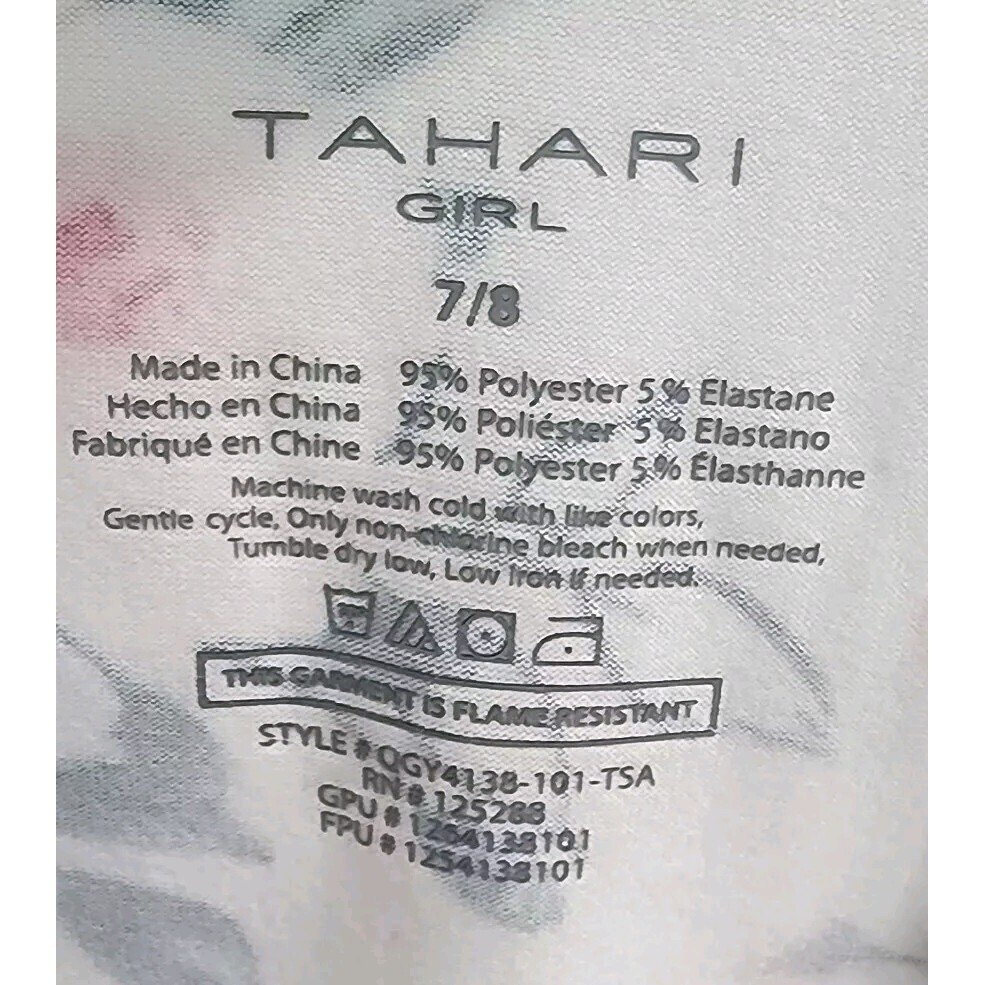 TAHARI
GIRL
7/8
Made in China 95% Polyester 5% Elastane
Hecho en China 95% Poliéster 5% Elastano
Fabriqué en Chine 95% Polyester 5% Élasthanne
Machine wash cold with like colors,
Gentle cycle, Only non-chlorine bleach when needed,
Tumble dry low, Low Iron If needed.
THIS GARMENT IS FLAME RESISTANT
STYLE # QGY4138-101-TSA
RN # 125288
GPU # 1254138101
FPU # 1254138101